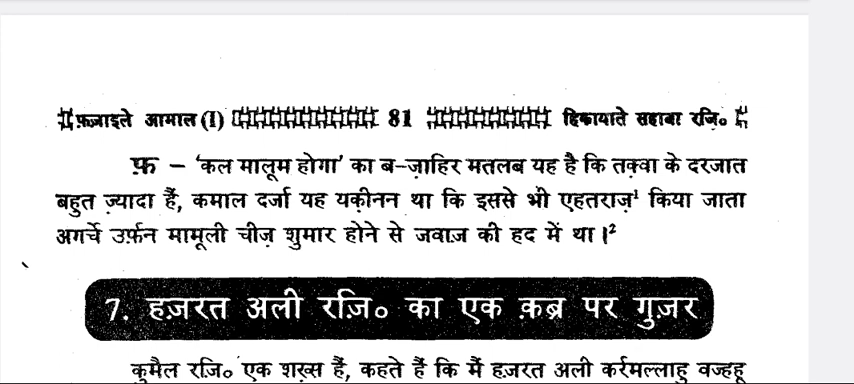 फ़ज़ाइले आमाल (I) 81 हिकायाते सहाबा रज़ि०
फ़ – 'कल मालूम होगा' का ब-ज़ाहिर मतलब यह है कि तक़्वा के दरजात
बहुत ज़्यादा हैं, कमाल दर्जा यह यक़ीनन था कि इससे भी एहतराज़¹ किया जाता
अगर्चे उर्फ़न मामूली चीज़ शुमार होने से जवाज़ की हद में था।²
7. हज़रत अली रज़ि० का एक क़ब्र पर गुज़र
कुमैल रज़ि० एक शख़्स हैं, कहते हैं कि मैं हज़रत अली कर्रमल्लाहु वज्हहू